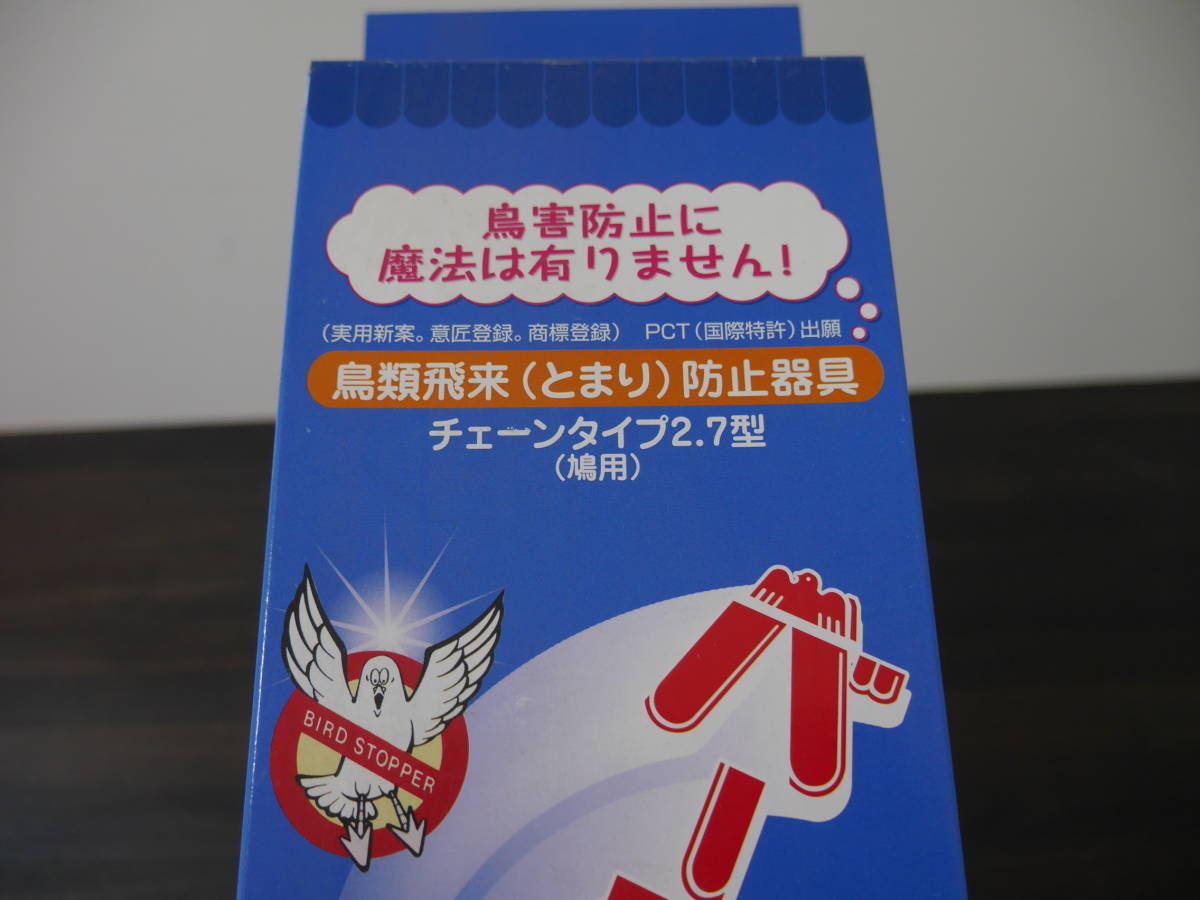 鳥害防止に
魔法は有りません!
（実用新案。意匠登録。商標登録） PCT（国際特許）出願
鳥類飛来（とまり）防止器具
チェーンタイプ2.7型
（鳩用）
BIRD STOPPER